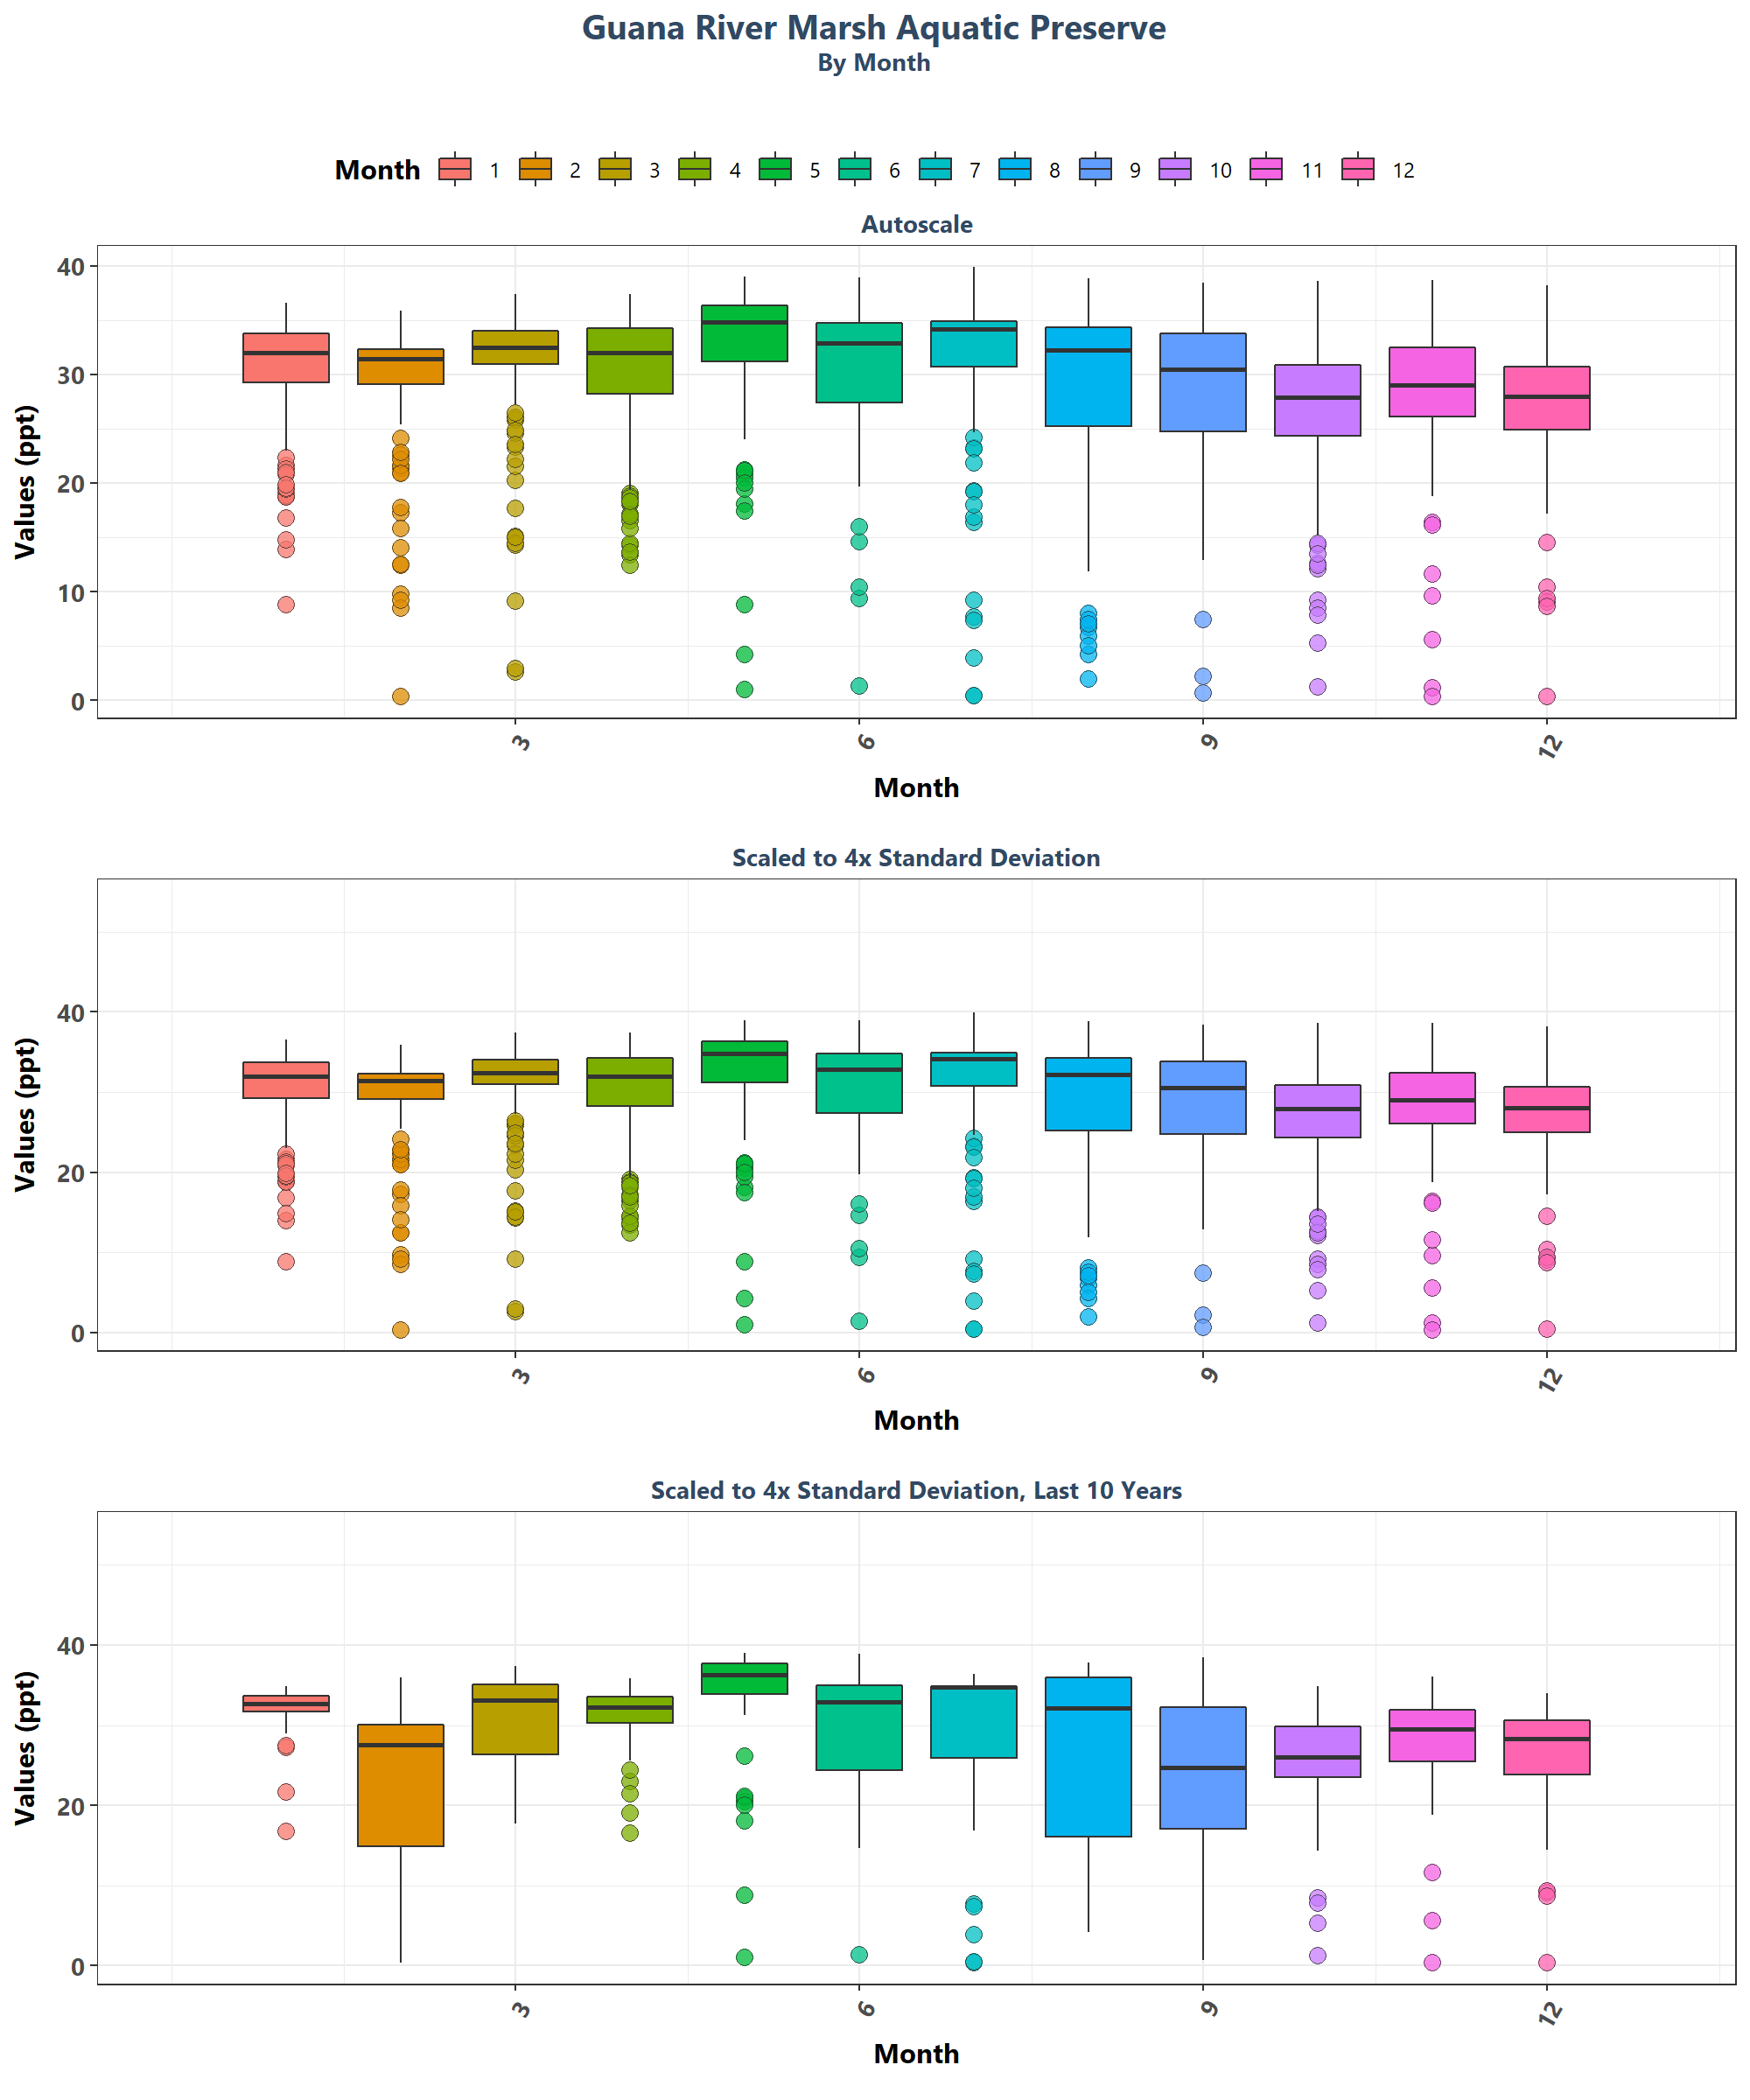 Guana River Marsh Aquatic Preserve
By Month
Month 1 2 3 4 5 6 7 8 9 10 11 12
Autoscale
Values (ppt)
40
30
20
10
0
3 6 9 12
Month
Scaled to 4x Standard Deviation
Values (ppt)
40
20
0
3 6 9 12
Month
Scaled to 4x Standard Deviation, Last 10 Years
Values (ppt)
40
20
0
3 6 9 12
Month